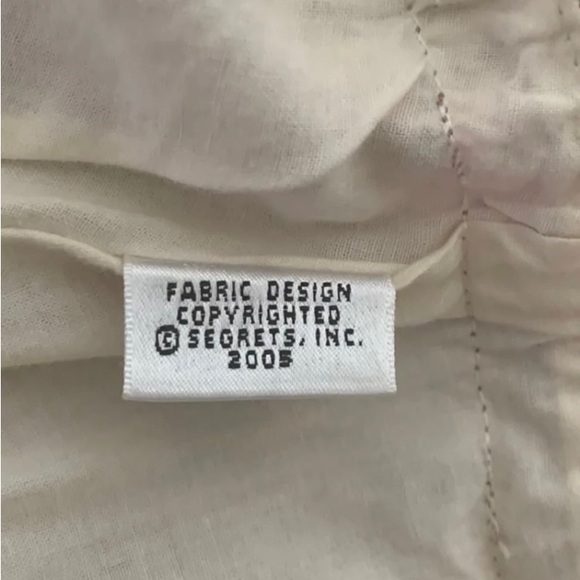 FABRIC DESIGN
COPYRIGHTED
© SEGRETS, INC.
2005